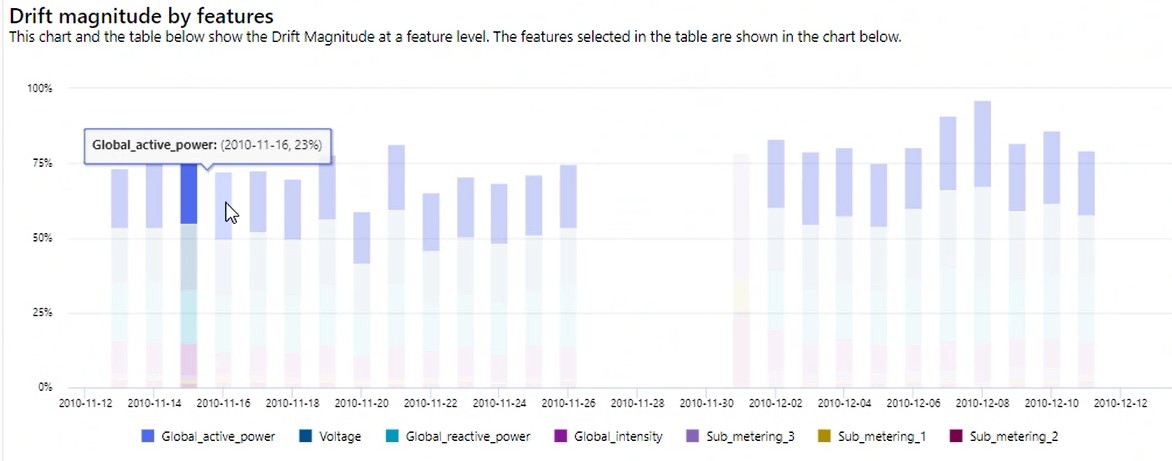 Drift magnitude by features
This chart and the table below show the Drift Magnitude at a feature level. The features selected in the table are shown in the chart below.
100%
Global_active_power: (2010-11-16, 23%)
75%
50%
25%
0%
2010-11-12 2010-11-14 2010-11-16 2010-11-18 2010-11-20 2010-11-22 2010-11-24 2010-11-26 2010-11-28 2010-11-30 2010-12-02 2010-12-04 2010-12-06 2010-12-08 2010-12-10 2010-12-12
Global_active_power Voltage Global_reactive_power Global_intensity Sub_metering_3 Sub_metering_1 Sub_metering_2